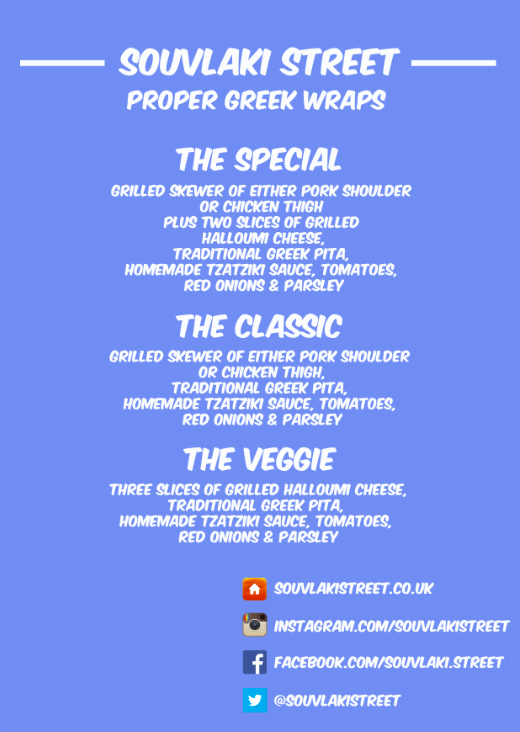 SOUVLAKI STREET
PROPER GREEK WRAPS
THE SPECIAL
GRILLED SKEWER OF EITHER PORK SHOULDER
OR CHICKEN THIGH
PLUS TWO SLICES OF GRILLED
HALLOUMI CHEESE,
TRADITIONAL GREEK PITA,
HOMEMADE TZATZIKI SAUCE, TOMATOES,
RED ONIONS & PARSLEY
THE CLASSIC
GRILLED SKEWER OF EITHER PORK SHOULDER
OR CHICKEN THIGH,
TRADITIONAL GREEK PITA,
HOMEMADE TZATZIKI SAUCE, TOMATOES,
RED ONIONS & PARSLEY
THE VEGGIE
THREE SLICES OF GRILLED HALLOUMI CHEESE,
TRADITIONAL GREEK PITA,
HOMEMADE TZATZIKI SAUCE, TOMATOES,
RED ONIONS & PARSLEY
SOUVLAKISTREET.CO.UK
INSTAGRAM.COM/SOUVLAKISTREET
FACEBOOK.COM/SOUVLAKI.STREET
@SOUVLAKISTREET